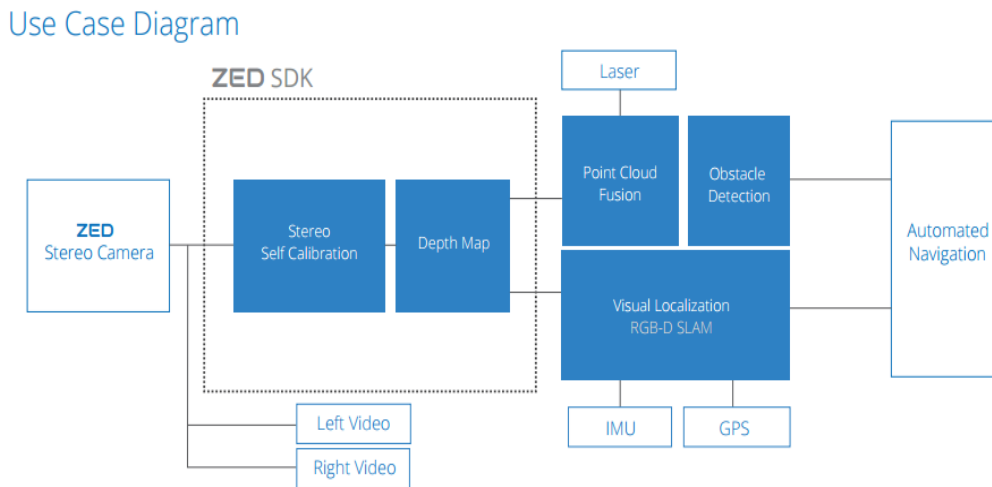 Use Case Diagram
ZED SDK
Laser
Point Cloud
Fusion
Obstacle
Detection
ZED
Stereo Camera
Stereo
Self Calibration
Depth Map
Automated
Navigation
Visual Localization
RGB-D SLAM
Left Video
Right Video
IMU
GPS